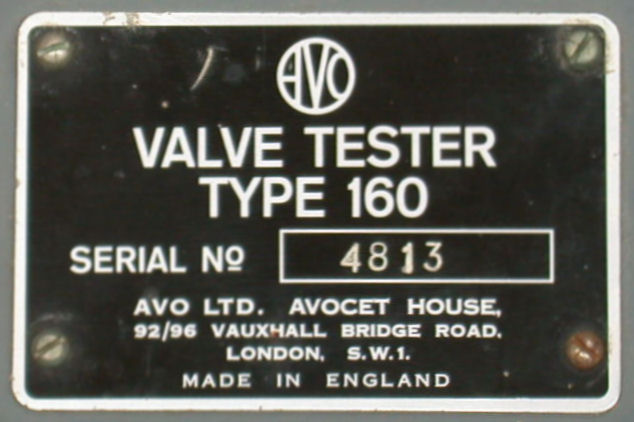 AVO
VALVE TESTER
TYPE 160
SERIAL Nº 4813
AVO LTD. AVOCET HOUSE,
92/96 VAUXHALL BRIDGE ROAD,
LONDON, S.W.1.
MADE IN ENGLAND